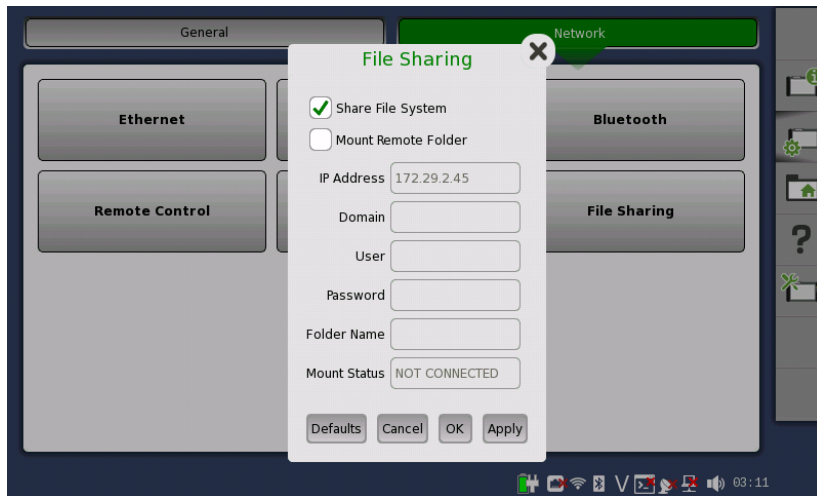 General
Network
File Sharing
Share File System
Mount Remote Folder
IP Address 172.29.2.45
Domain
User
Password
Folder Name
Mount Status NOT CONNECTED
Defaults Cancel OK Apply
Ethernet
Bluetooth
Remote Control
File Sharing
?
03:11